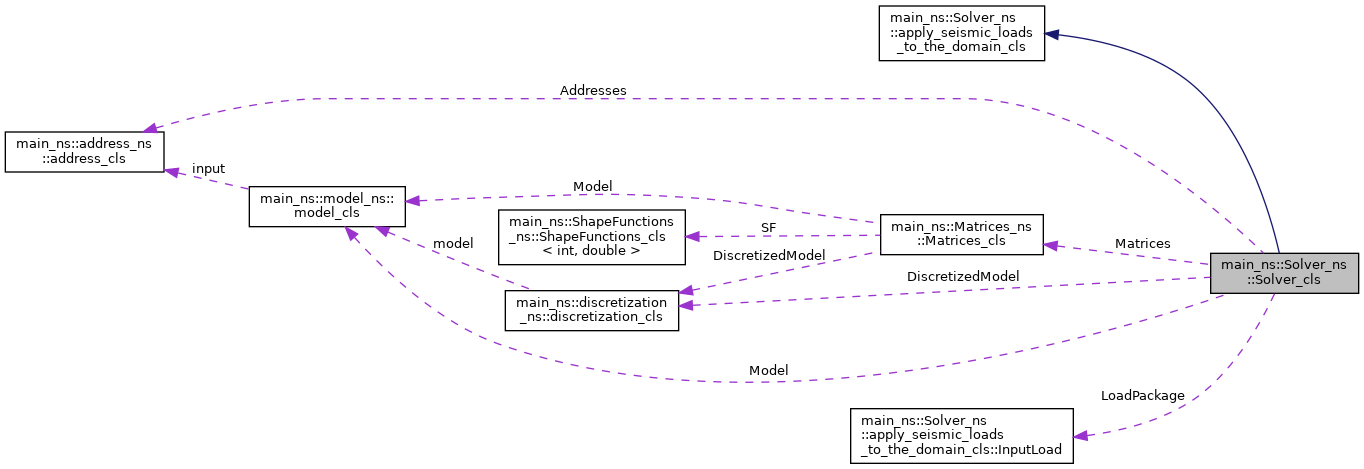 main_ns::Solver_ns
::apply_seismic_loads
_to_the_domain_cls
Addresses
main_ns::address_ns
::address_cls
input
main_ns::model_ns::
model_cls
Model
main_ns::ShapeFunctions
_ns::ShapeFunctions_cls
< int, double >
SF
main_ns::Matrices_ns
::Matrices_cls
model
DiscretizedModel
Matrices
main_ns::Solver_ns
::Solver_cls
DiscretizedModel
main_ns::discretization
_ns::discretization_cls
Model
LoadPackage
main_ns::Solver_ns
::apply_seismic_loads
_to_the_domain_cls::InputLoad